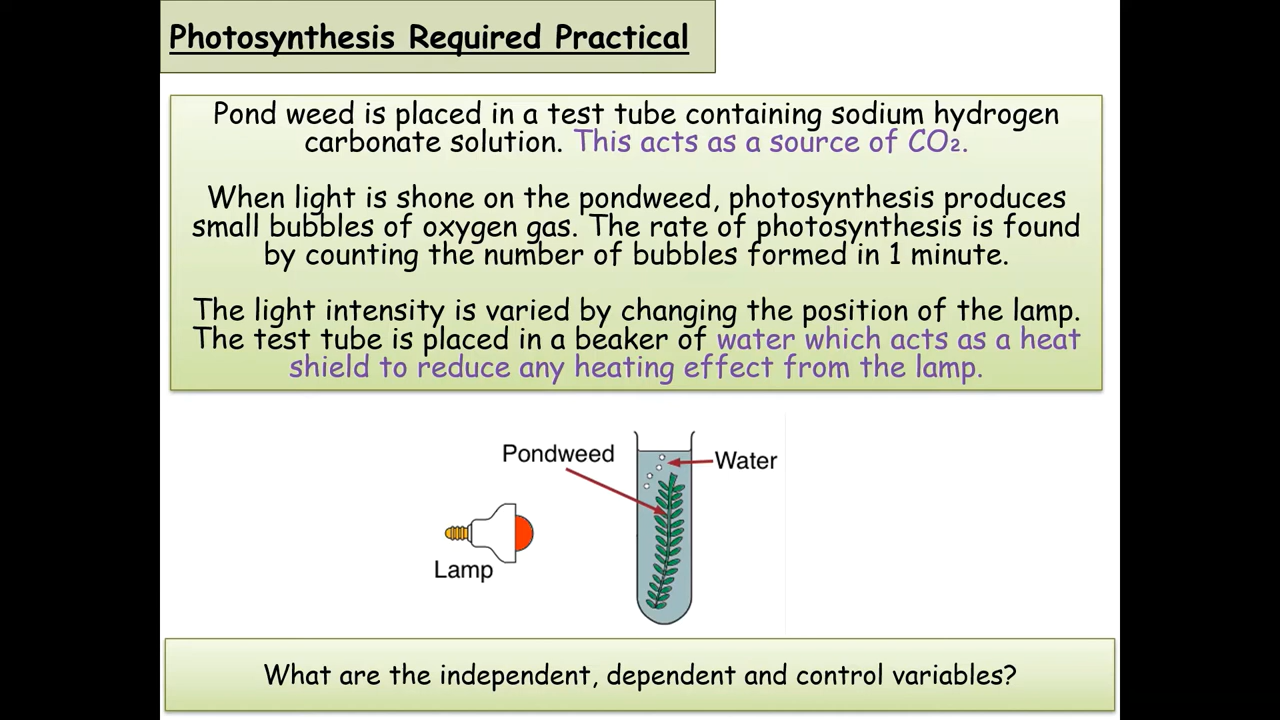 Photosynthesis Required Practical
Pond weed is placed in a test tube containing sodium hydrogen
carbonate solution. This acts as a source of CO₂.
When light is shone on the pondweed, photosynthesis produces
small bubbles of oxygen gas. The rate of photosynthesis is found
by counting the number of bubbles formed in 1 minute.
The light intensity is varied by changing the position of the lamp.
The test tube is placed in a beaker of water which acts as a heat
shield to reduce any heating effect from the lamp.
Pondweed
Water
Lamp
What are the independent, dependent and control variables?